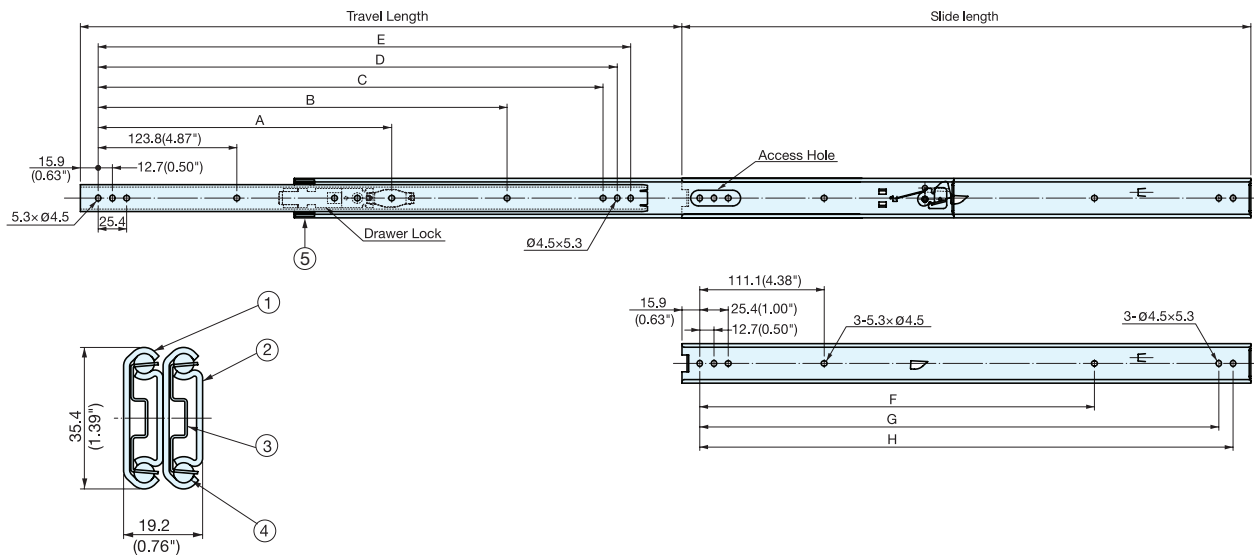 Travel Length
Slide length
E
D
C
B
A
123.8(4.87")
15.9
(0.63")
12.7(0.50")
5.3×Ø4.5
25.4
Drawer Lock
Ø4.5×5.3
Access Hole
5
1
2
3
4
35.4
(1.39")
19.2
(0.76")
111.1(4.38")
15.9
(0.63")
25.4(1.00")
12.7(0.50")
3-5.3×Ø4.5
3-Ø4.5×5.3
F
G
H